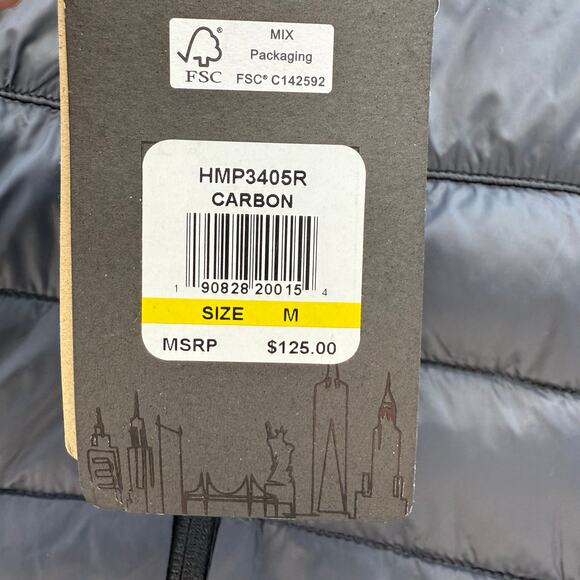 MIX
Packaging
FSC® C142592
FSC
HMP3405R
CARBON
1 90828 20015 4
SIZE M
MSRP $125.00